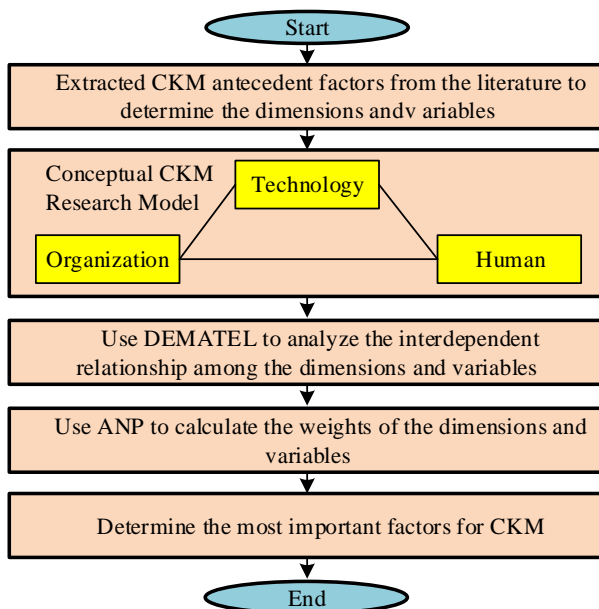 Start
Extracted CKM antecedent factors from the literature to
determine the dimensions andv ariables
Conceptual CKM
Research Model
Technology
Organization
Human
Use DEMATEL to analyze the interdependent
relationship among the dimensions and variables
Use ANP to calculate the weights of the dimensions and
variables
Determine the most important factors for CKM
End